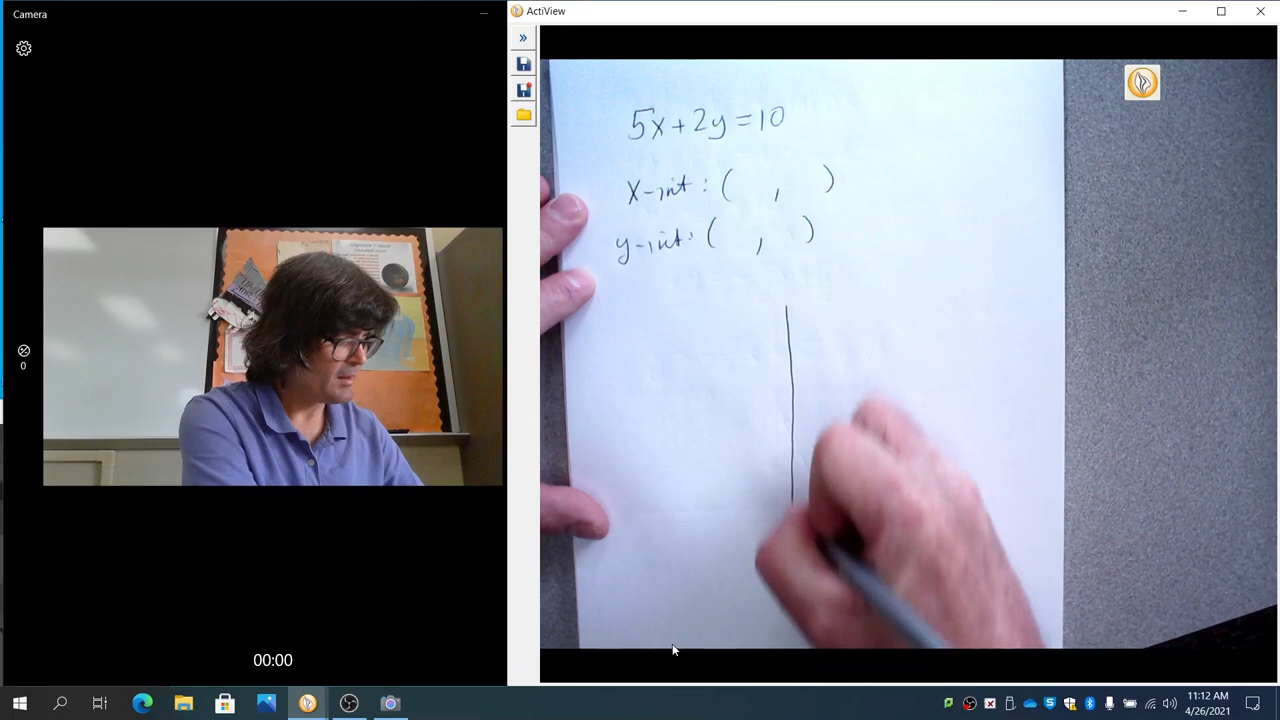 Camera
ActiView
5x+2y=10
x-int: ( , )
y-int: ( , )
0
00:00
11:12 AM
4/26/2021